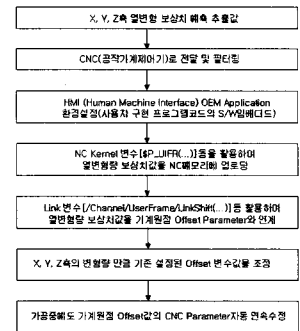 X, Y, Z축 열변형 보상치 예측 추출값
CNC(공작기계제어기)로 전달 및 필터링
HMI (Human Machine Interface) OEM Application
환경설정(사용자 구현 프로그램코드의 S/W임베디드)
NC Kernel 변수[$P_UIFR(...)]등을 활용하며
열변형량 보상치값을 NC메모리에 업로딩
Link 변수[/Channel/UserFrame/LinkShift(...)]등 활용하며
열변형량 보상치값을 기계원점 Offset Parameter와 연계
X, Y, Z축의 변형량 만큼 기존 설정된 Offset 변수값을 조정
가공중에도 기계원점 Offset값의 CNC Parameter자동 연속수정